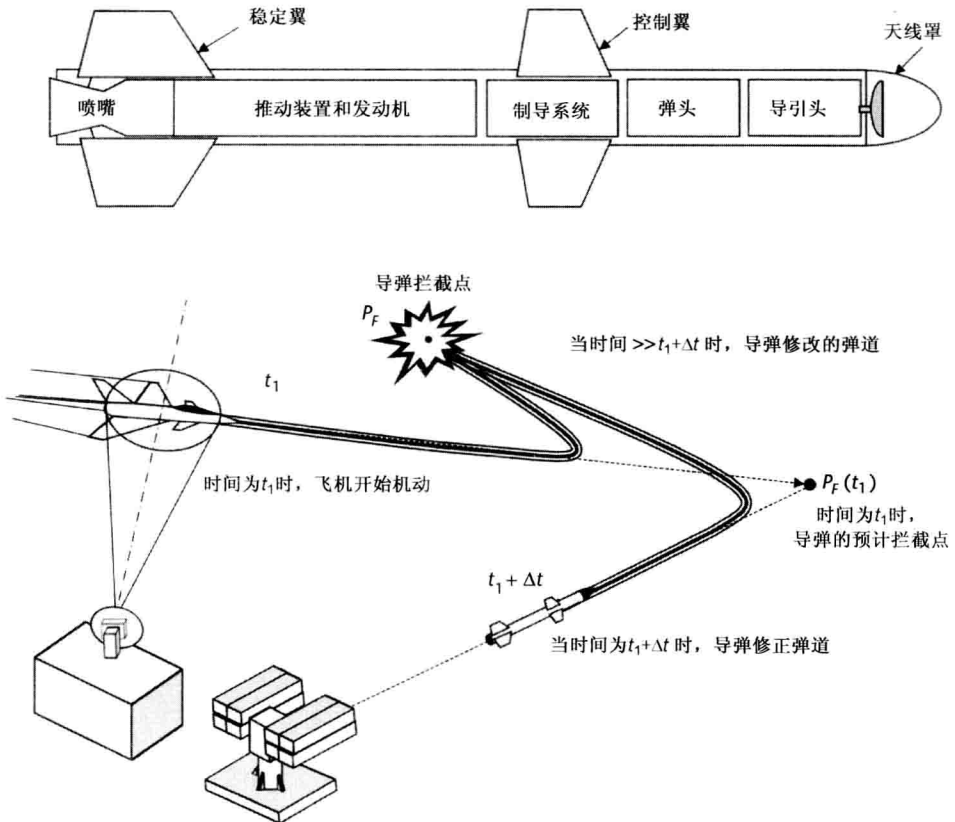 稳定翼
控制翼
天线罩
喷嘴
推动装置和发动机
制导系统
弹头
导引头
导弹拦截点
P_F
当时间>>t₁+Δt 时，导弹修改的弹道
t₁
时间为t₁时，飞机开始机动
P_F (t₁)
时间为t₁时，
导弹的预计拦截点
t₁ + Δt
当时间为t₁+Δt 时，导弹修正弹道